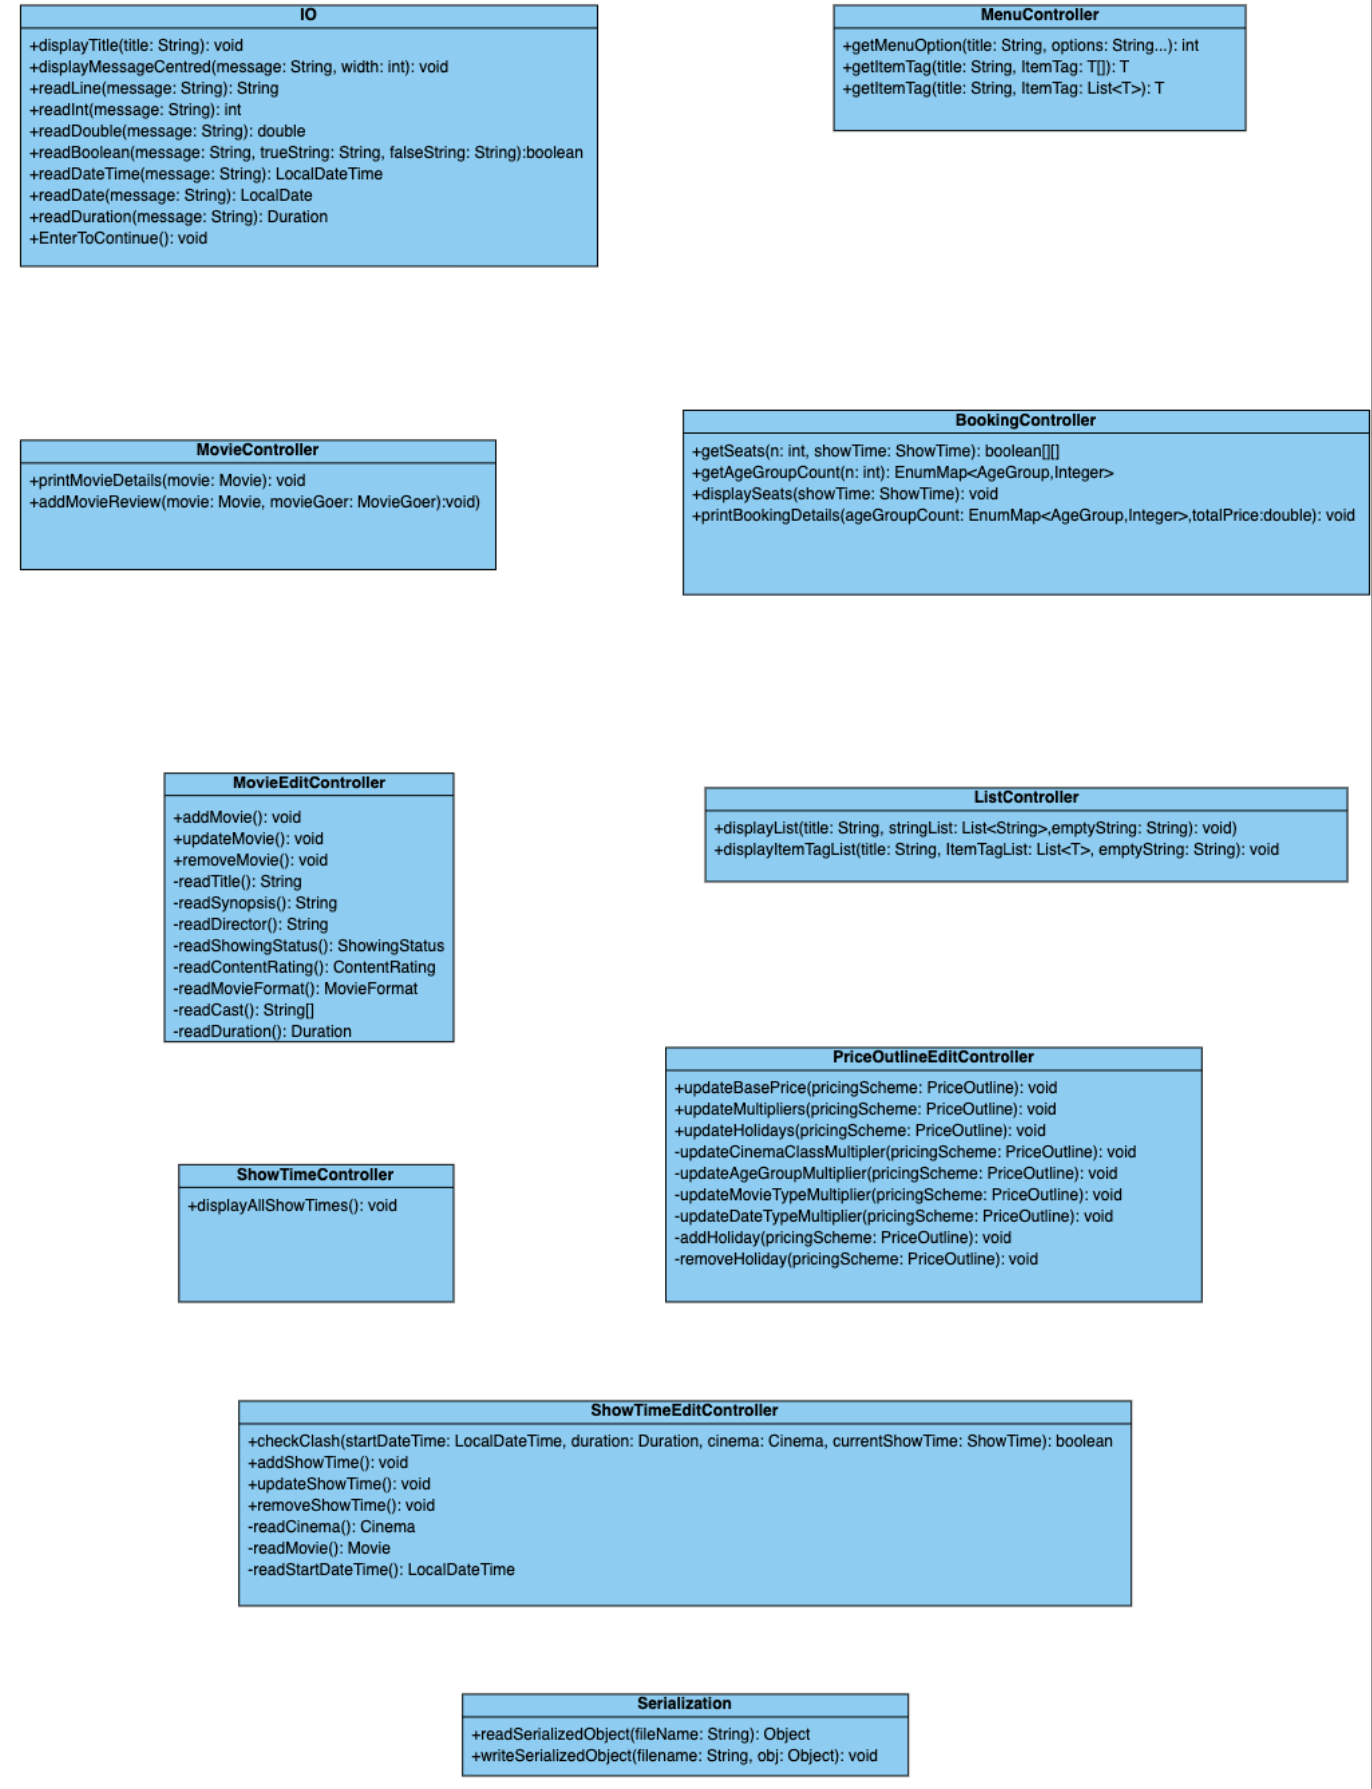 IO
+displayTitle(title: String): void
+displayMessageCentred(message: String, width: int): void
+readLine(message: String): String
+readInt(message: String): int
+readDouble(message: String): double
+readBoolean(message: String, trueString: String, falseString: String):boolean
+readDateTime(message: String): LocalDateTime
+readDate(message: String): LocalDate
+readDuration(message: String): Duration
+EnterToContinue(): void
MenuController
+getMenuOption(title: String, options: String...): int
+getItemTag(title: String, ItemTag: T[]): T
+getItemTag(title: String, ItemTag: List<T>): T
MovieController
+printMovieDetails(movie: Movie): void
+addMovieReview(movie: Movie, movieGoer: MovieGoer):void)
BookingController
+getSeats(n: int, showTime: ShowTime): boolean[][]
+getAgeGroupCount(n: int): EnumMap<AgeGroup,Integer>
+displaySeats(showTime: ShowTime): void
+printBookingDetails(ageGroupCount: EnumMap<AgeGroup,Integer>,totalPrice:double): void
MovieEditController
+addMovie(): void
+updateMovie(): void
+removeMovie(): void
-readTitle(): String
-readSynopsis(): String
-readDirector(): String
-readShowingStatus(): ShowingStatus
-readContentRating(): ContentRating
-readMovieFormat(): MovieFormat
-readCast(): String[]
-readDuration(): Duration
ListController
+displayList(title: String, stringList: List<String>,emptyString: String): void)
+displayItemTagList(title: String, ItemTagList: List<T>, emptyString: String): void
PriceOutlineEditController
+updateBasePrice(pricingScheme: PriceOutline): void
+updateMultipliers(pricingScheme: PriceOutline): void
+updateHolidays(pricingScheme: PriceOutline): void
-updateCinemaClassMultipler(pricingScheme: PriceOutline): void
-updateAgeGroupMultiplier(pricingScheme: PriceOutline): void
-updateMovieTypeMultiplier(pricingScheme: PriceOutline): void
-updateDateTypeMultiplier(pricingScheme: PriceOutline): void
-addHoliday(pricingScheme: PriceOutline): void
-removeHoliday(pricingScheme: PriceOutline): void
ShowTimeController
+displayAllShowTimes(): void
ShowTimeEditController
+checkClash(startDateTime: LocalDateTime, duration: Duration, cinema: Cinema, currentShowTime: ShowTime): boolean
+addShowTime(): void
+updateShowTime(): void
+removeShowTime(): void
-readCinema(): Cinema
-readMovie(): Movie
-readStartDateTime(): LocalDateTime
Serialization
+readSerializedObject(fileName: String): Object
+writeSerializedObject(filename: String, obj: Object): void